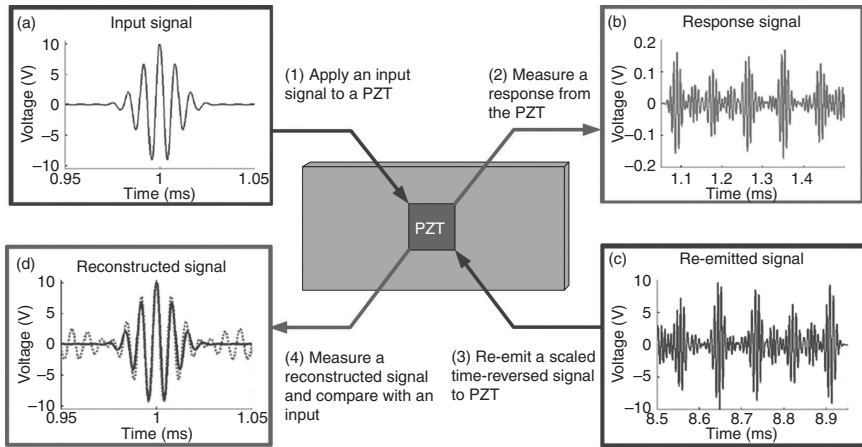 (a)
Input signal
Voltage (V)
10
5
0
−5
−10
0.95
1
1.05
Time (ms)
(1) Apply an input
signal to a PZT
(2) Measure a
response from
the PZT
(b)
Response signal
Voltage (V)
0.2
0.1
0
−0.1
−0.2
1.1
1.2
1.3
1.4
Time (ms)
PZT
(d)
Reconstructed signal
Voltage (V)
10
5
0
−5
−10
0.95
1
1.05
Time (ms)
(4) Measure a
reconstructed signal
and compare with an
input
(3) Re-emit a scaled
time-reversed signal
to PZT
(c)
Re-emitted signal
Voltage (V)
10
5
0
−5
−10
8.5
8.6
8.7
8.8
8.9
Time (ms)